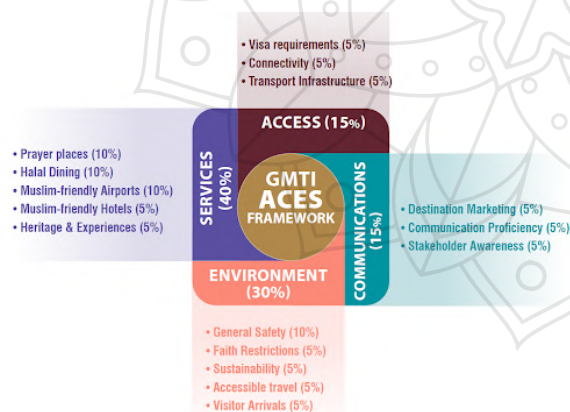 • Visa requirements (5%)
• Connectivity (5%)
• Transport Infrastructure (5%)
ACCESS (15%)
• Prayer places (10%)
• Halal Dining (10%)
• Muslim-friendly Airports (10%)
• Muslim-friendly Hotels (5%)
• Heritage & Experiences (5%)
SERVICES
(40%)
GMTI
ACES
FRAMEWORK
COMMUNICATIONS
(15%)
• Destination Marketing (5%)
• Communication Proficiency (5%)
• Stakeholder Awareness (5%)
ENVIRONMENT
(30%)
• General Safety (10%)
• Faith Restrictions (5%)
• Sustainability (5%)
• Accessible travel (5%)
• Visitor Arrivals (5%)